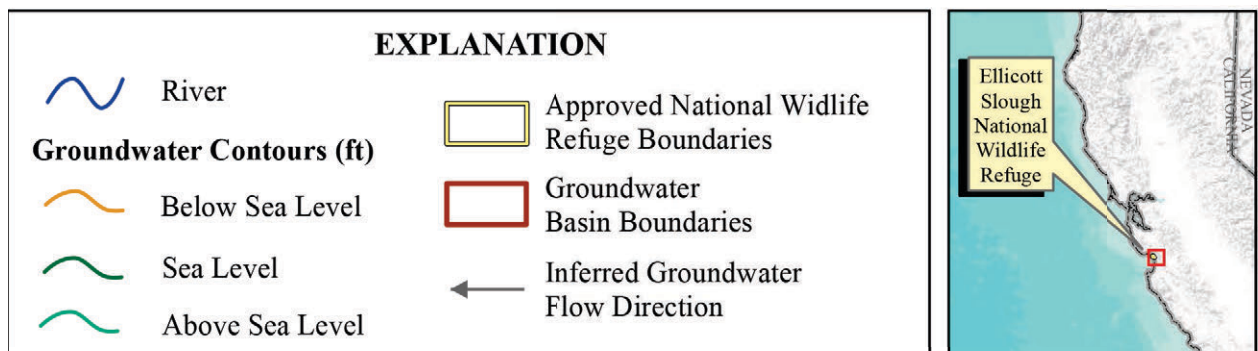 EXPLANATION
River
Groundwater Contours (ft)
Below Sea Level
Sea Level
Above Sea Level
Approved National Widlife
Refuge Boundaries
Groundwater
Basin Boundaries
Inferred Groundwater
Flow Direction
Ellicott
Slough
National
Wildlife
Refuge
NEVADA
CALIFORNIA